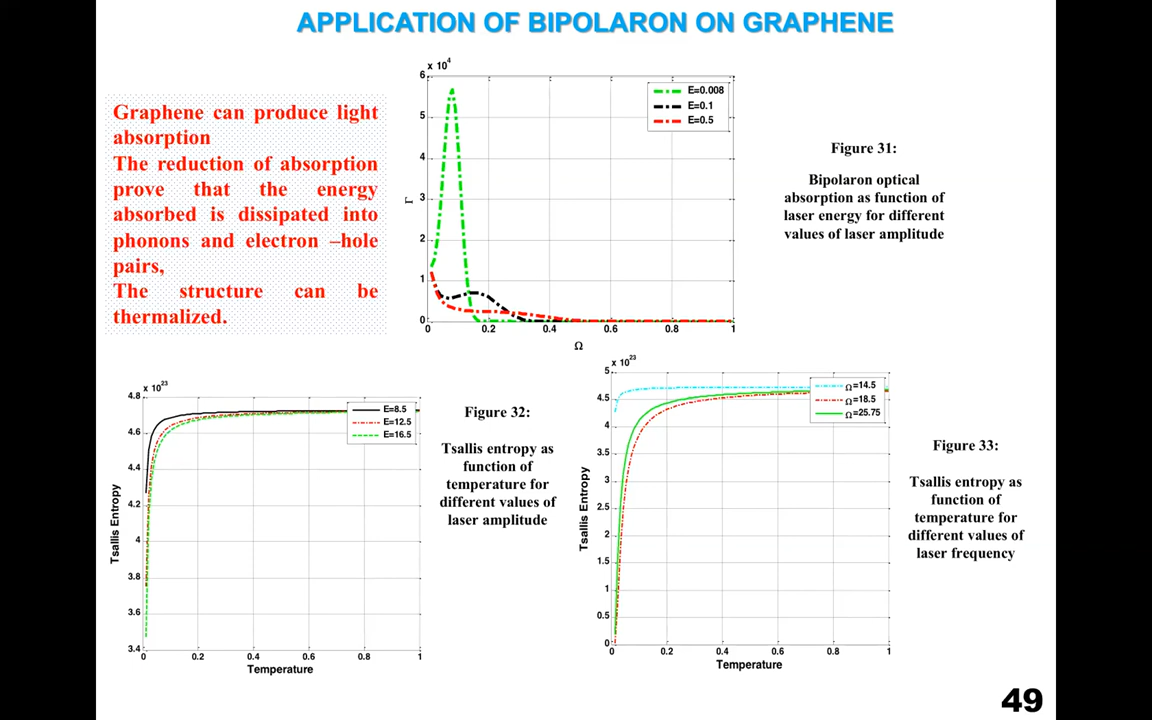 APPLICATION OF BIPOLARON ON GRAPHENE
Graphene can produce light
absorption
The reduction of absorption
prove that the energy
absorbed is dissipated into
phonons and electron –hole
pairs,
The structure can be
thermalized.
x 10^4
6
5
4
3
2
1
0
Γ
0 0.2 0.4 0.6 0.8 1
Ω
E=0.008
E=0.1
E=0.5
Figure 31:
Bipolaron optical
absorption as function of
laser energy for different
values of laser amplitude
x 10^23
4.8
4.6
4.4
4.2
4
3.8
3.6
3.4
Tsallis Entropy
0 0.2 0.4 0.6 0.8 1
Temperature
E=8.5
E=12.5
E=16.5
Figure 32:
Tsallis entropy as
function of
temperature for
different values of
laser amplitude
x 10^23
5
4.5
4
3.5
3
2.5
2
1.5
1
0.5
0
Tsallis Entropy
0 0.2 0.4 0.6 0.8 1
Temperature
Ω=14.5
Ω=18.5
Ω=25.75
Figure 33:
Tsallis entropy as
function of
temperature for
different values of
laser frequency
49